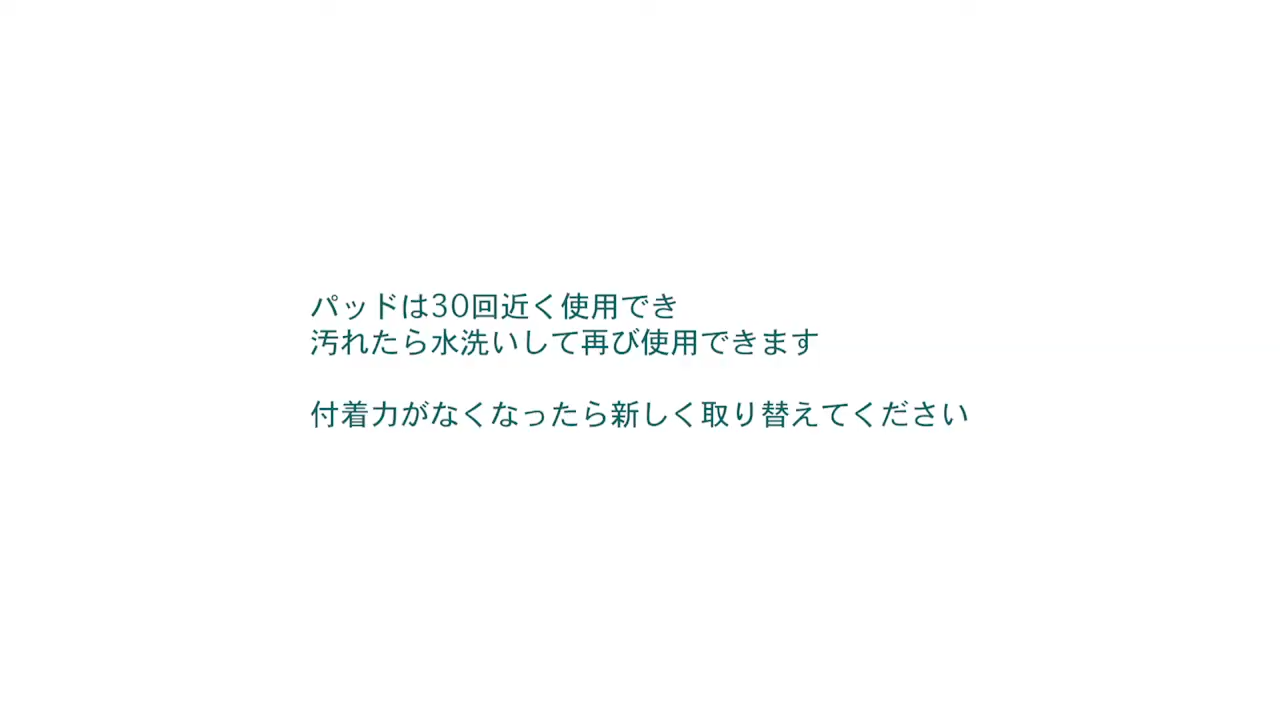 パッドは30回近く使用でき
汚れたら水洗いして再び使用できます
付着力がなくなったら新しく取り替えてください